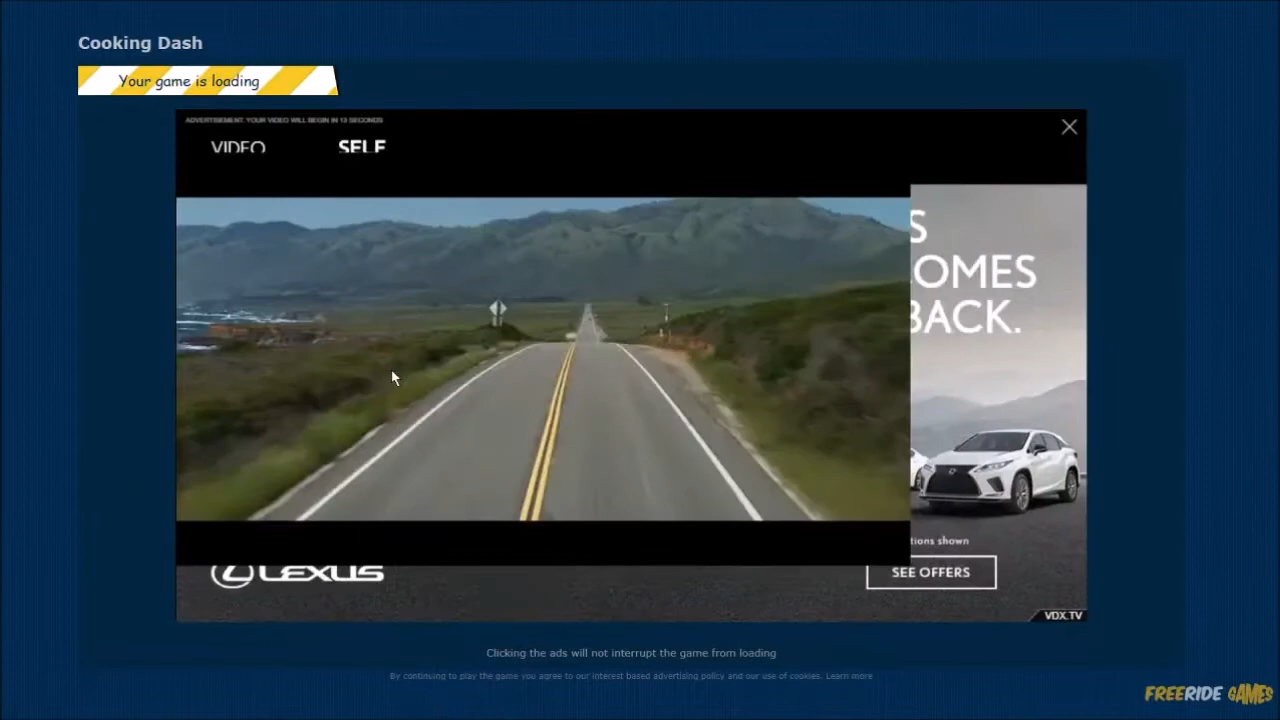 Cooking Dash
Your game is loading
ADVERTISEMENT. YOUR VIDEO WILL BEGIN IN 13 SECONDS
VIDEO SELF
S
OMES
BACK.
tions shown
LEXUS
SEE OFFERS
VDX.TV
Clicking the ads will not interrupt the game from loading
By continuing to play the game you agree to our interest based advertising policy and our use of cookies. Learn more
FREERIDE GAMES